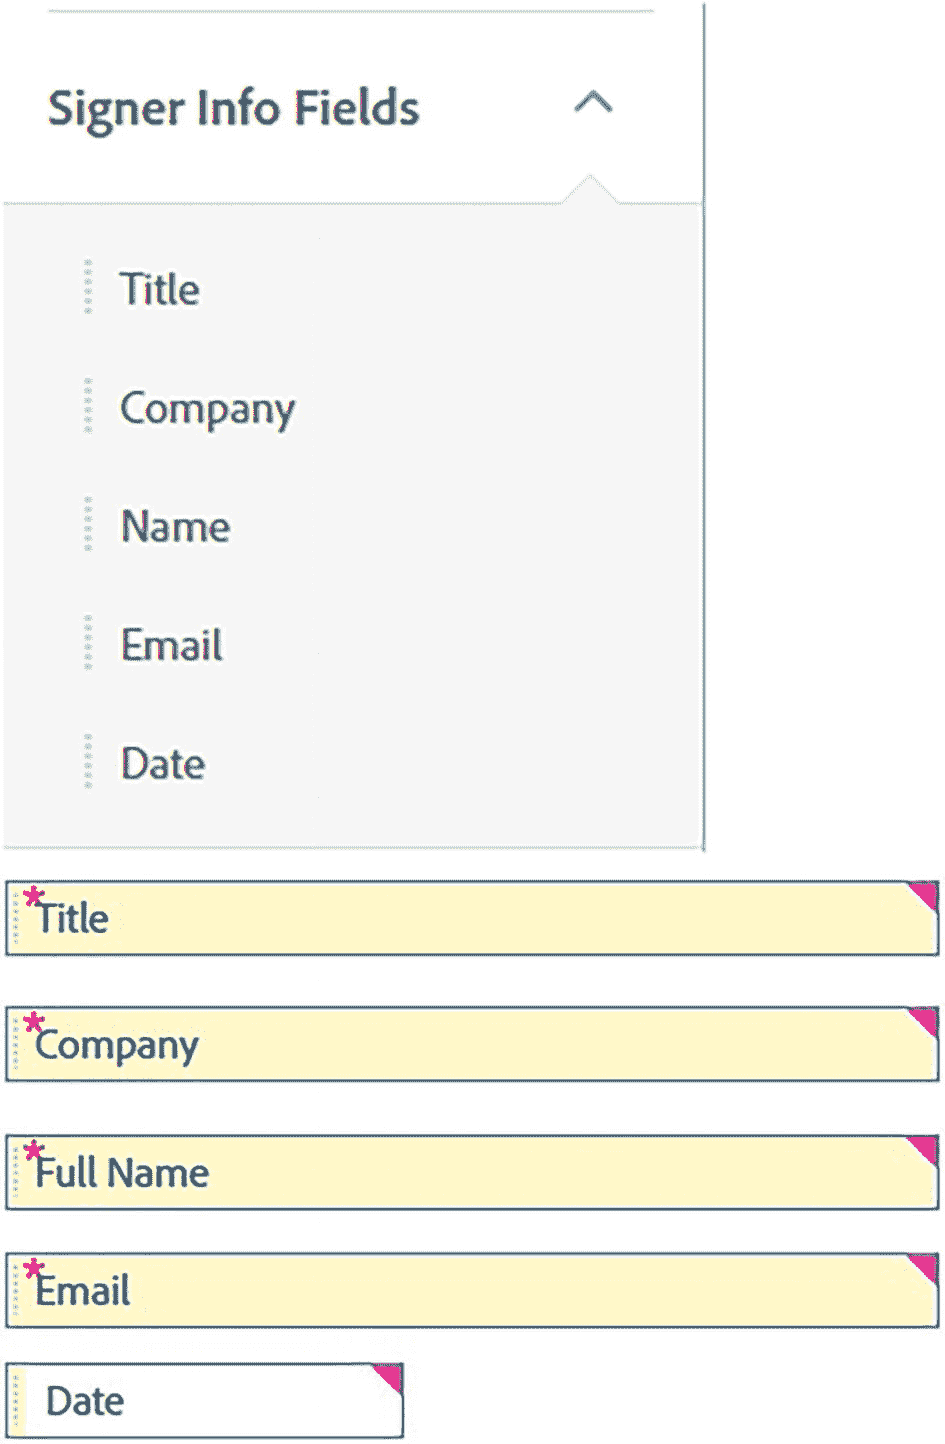 Signer Info Fields
Title
Company
Name
Email
Date
*Title
*Company
*Full Name
*Email
Date